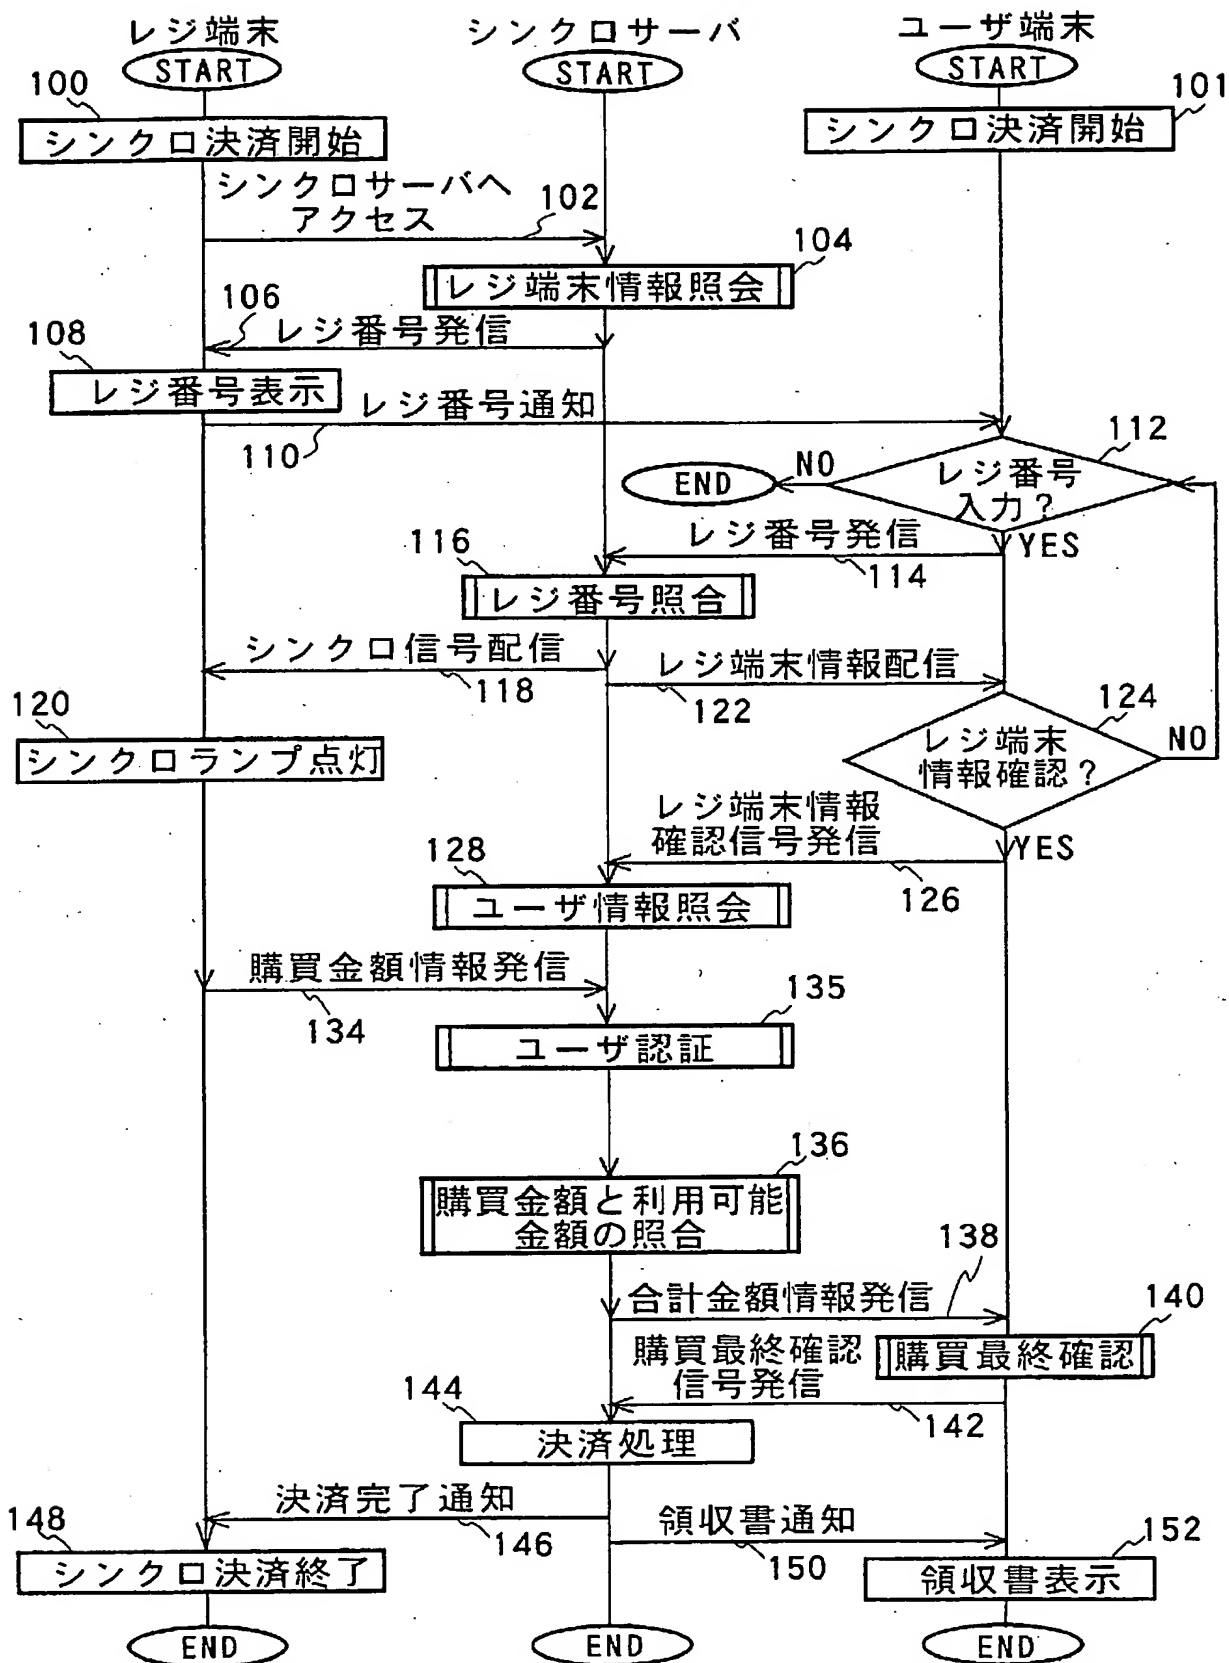 レジ端末
シンクロサーバ
ユーザ端末
START
START
START
100
101
シンクロ決済開始
シンクロ決済開始
シンクロサーバへ
アクセス
102
104
レジ端末情報照会
106
レジ番号発信
108
レジ番号表示
レジ番号通知
110
112
レジ番号
入力?
NO
END
YES
レジ番号発信
114
116
レジ番号照合
シンクロ信号配信
118
レジ端末情報配信
122
120
シンクロランプ点灯
124
レジ端末
情報確認?
NO
YES
レジ端末情報
確認信号発信
126
128
ユーザ情報照会
購買金額情報発信
134
135
ユーザ認証
136
購買金額と利用可能
金額の照合
138
合計金額情報発信
140
購買最終確認
購買最終確認
信号発信
142
144
決済処理
決済完了通知
146
148
シンクロ決済終了
領収書通知
150
152
領収書表示
END
END
END